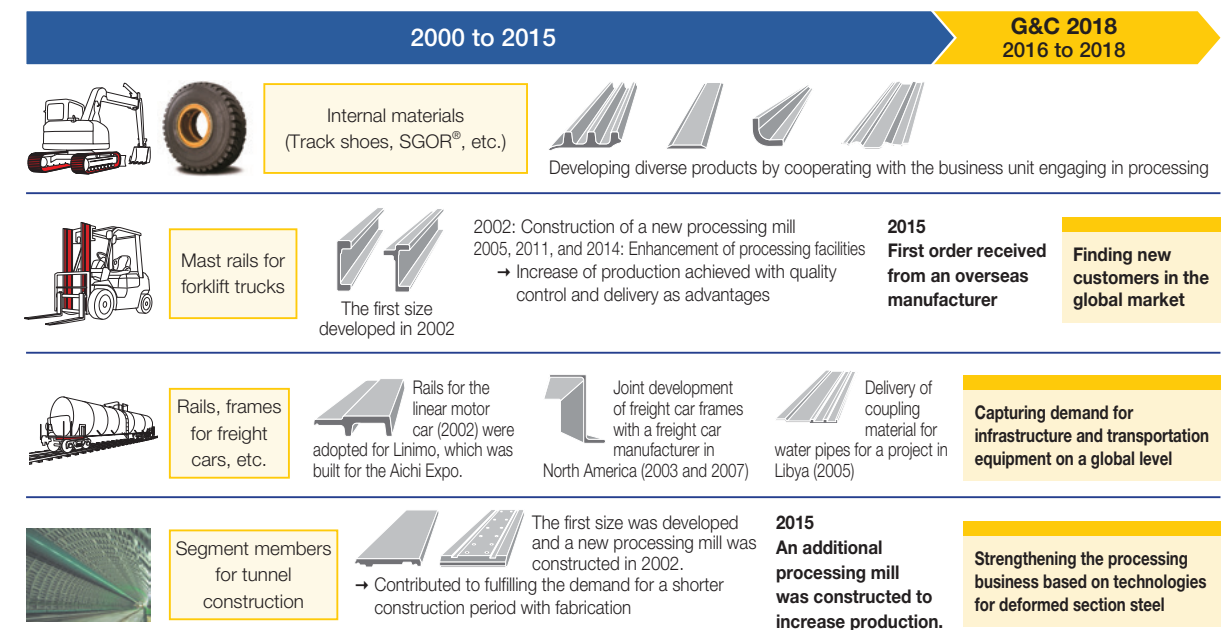 2000 to 2015
G&C 2018
2016 to 2018
Internal materials
(Track shoes, SGOR®, etc.)
Developing diverse products by cooperating with the business unit engaging in processing
Mast rails for
forklift trucks
The first size
developed in 2002
2002: Construction of a new processing mill
2005, 2011, and 2014: Enhancement of processing facilities
→ Increase of production achieved with quality
control and delivery as advantages
2015
First order received
from an overseas
manufacturer
Finding new
customers in the
global market
Rails, frames
for freight
cars, etc.
Rails for the
linear motor
car (2002) were
adopted for Linimo, which was
built for the Aichi Expo.
Joint development
of freight car frames
with a freight car
manufacturer in
North America (2003 and 2007)
Delivery of
coupling
material for
water pipes for a project in
Libya (2005)
Capturing demand for
infrastructure and transportation
equipment on a global level
Segment members
for tunnel
construction
The first size was developed
and a new processing mill was
constructed in 2002.
→ Contributed to fulfilling the demand for a shorter
construction period with fabrication
2015
An additional
processing mill
was constructed to
increase production.
Strengthening the processing
business based on technologies
for deformed section steel